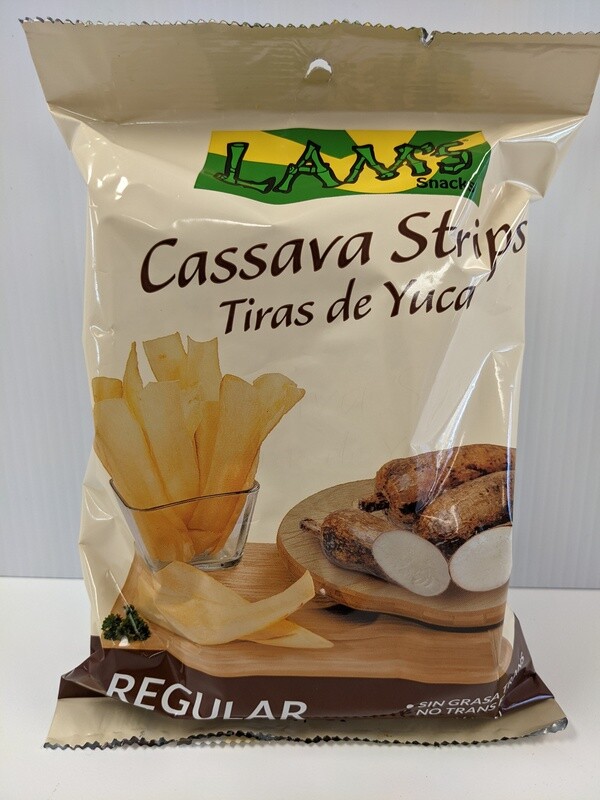 LAM'S
Snacks
Cassava Strips
Tiras de Yuca
REGULAR
• SIN GRASA
NO TRANS